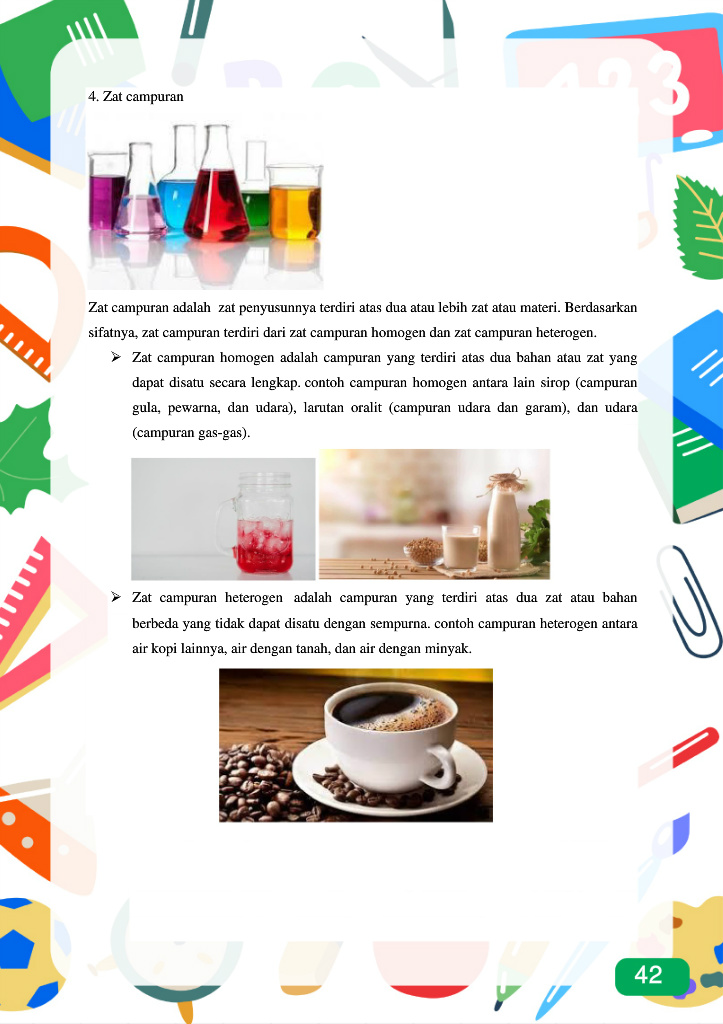 123
4. Zat campuran
Zat campuran adalah zat penyusunnya terdiri atas dua atau lebih zat atau materi. Berdasarkan
sifatnya, zat campuran terdiri dari zat campuran homogen dan zat campuran heterogen.
➢ Zat campuran homogen adalah campuran yang terdiri atas dua bahan atau zat yang
dapat disatu secara lengkap. contoh campuran homogen antara lain sirop (campuran
gula, pewarna, dan udara), larutan oralit (campuran udara dan garam), dan udara
(campuran gas-gas).
➢ Zat campuran heterogen adalah campuran yang terdiri atas dua zat atau bahan
berbeda yang tidak dapat disatu dengan sempurna. contoh campuran heterogen antara
air kopi lainnya, air dengan tanah, dan air dengan minyak.
42